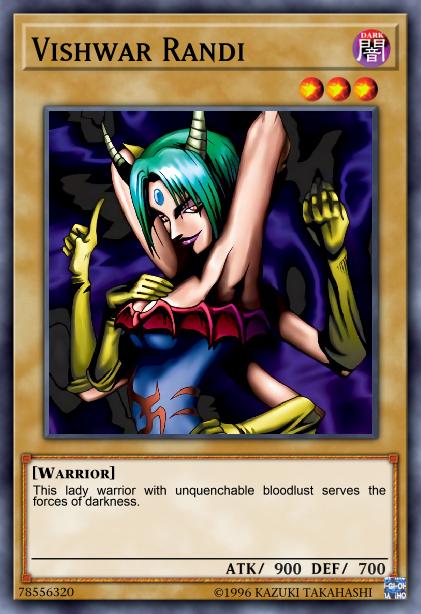 VISHWAR RANDI
DARK
闇
[WARRIOR]
This lady warrior with unquenchable bloodlust serves the
forces of darkness.
ATK/ 900 DEF/ 700
78556320
©1996 KAZUKI TAKAHASHI